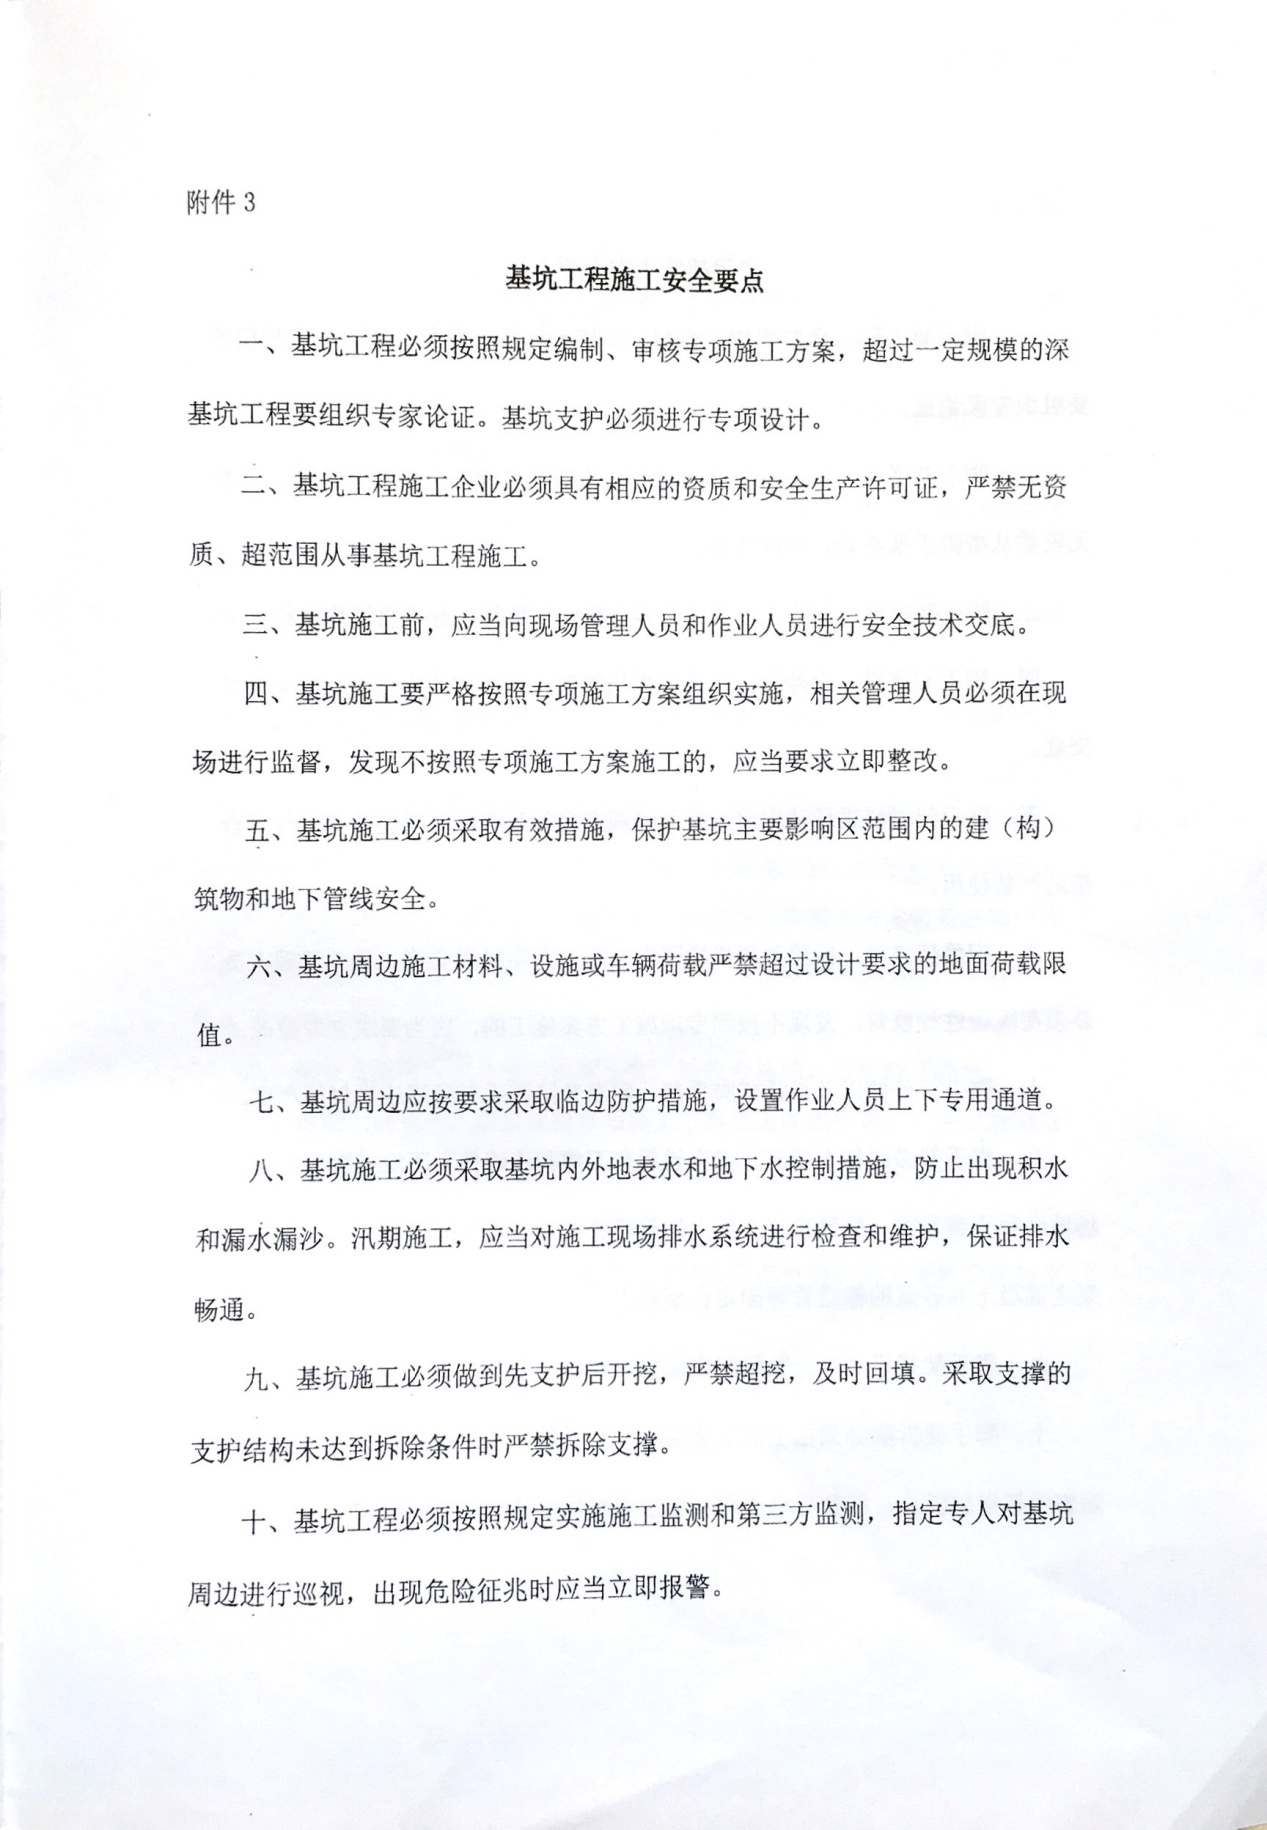 附件 3
基坑工程施工安全要点
一、基坑工程必须按照规定编制、审核专项施工方案，超过一定规模的深
基坑工程要组织专家论证。基坑支护必须进行专项设计。
二、基坑工程施工企业必须具有相应的资质和安全生产许可证，严禁无资
质、超范围从事基坑工程施工。
三、基坑施工前，应当向现场管理人员和作业人员进行安全技术交底。
四、基坑施工要严格按照专项施工方案组织实施，相关管理人员必须在现
场进行监督，发现不按照专项施工方案施工的，应当要求立即整改。
五、基坑施工必须采取有效措施，保护基坑主要影响区范围内的建（构）
筑物和地下管线安全。
六、基坑周边施工材料、设施或车辆荷载严禁超过设计要求的地面荷载限
值。
七、基坑周边应按要求采取临边防护措施，设置作业人员上下专用通道。
八、基坑施工必须采取基坑内外地表水和地下水控制措施，防止出现积水
和漏水漏沙。汛期施工，应当对施工现场排水系统进行检查和维护，保证排水
畅通。
九、基坑施工必须做到先支护后开挖，严禁超挖，及时回填。采取支撑的
支护结构未达到拆除条件时严禁拆除支撑。
十、基坑工程必须按照规定实施施工监测和第三方监测，指定专人对基坑
周边进行巡视，出现危险征兆时应当立即报警。